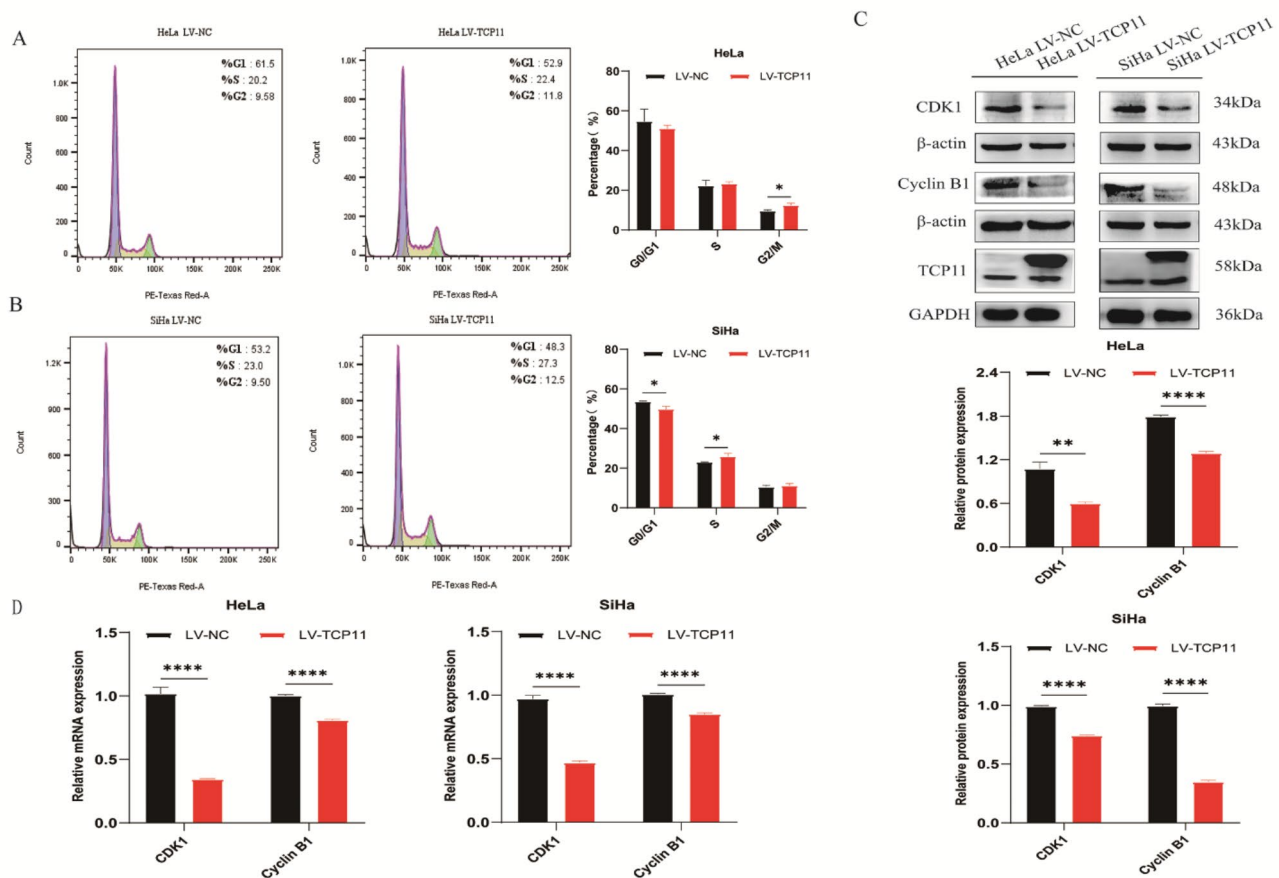 A
HeLa LV-NC
%G1 : 61.5
%S : 20.2
%G2 : 9.58
1.0K
800
600
400
200
0
Count
0 50K 100K 150K 200K 250K
PE-Texas Red-A
HeLa LV-TCP11
%G1 : 52.9
%S : 22.4
%G2 : 11.8
1.0K
800
600
400
200
0
Count
0 50K 100K 150K 200K 250K
PE-Texas Red-A
HeLa
LV-NC LV-TCP11
Percentage( %)
80
60
40
20
0
*
G0/G1 S G2/M
B
SiHa LV-NC
%G1 : 53.2
%S : 23.0
%G2 : 9.50
1.2K
900
600
300
0
Count
0 50K 100K 150K 200K 250K
PE-Texas Red-A
SiHa LV-TCP11
%G1 : 48.3
%S : 27.3
%G2 : 12.5
1.0K
800
600
400
200
0
Count
0 50K 100K 150K 200K 250K
PE-Texas Red-A
SiHa
LV-NC LV-TCP11
Percentage( %)
80
60
40
20
0
* *
G0/G1 S G2/M
C
HeLa LV-NC HeLa LV-TCP11 SiHa LV-NC SiHa LV-TCP11
CDK1 34kDa
β-actin 43kDa
Cyclin B1 48kDa
β-actin 43kDa
TCP11 58kDa
GAPDH 36kDa
HeLa
LV-NC LV-TCP11
Relative protein expression
2.4
1.8
1.2
0.6
0.0
** ****
CDK1 Cyclin B1
SiHa
LV-NC LV-TCP11
Relative protein expression
1.5
1.0
0.5
0.0
**** ****
CDK1 Cyclin B1
D
HeLa
LV-NC LV-TCP11
Relative mRNA expression
1.5
1.0
0.5
0.0
**** ****
CDK1 Cyclin B1
SiHa
LV-NC LV-TCP11
Relative mRNA expression
1.5
1.0
0.5
0.0
**** ****
CDK1 Cyclin B1